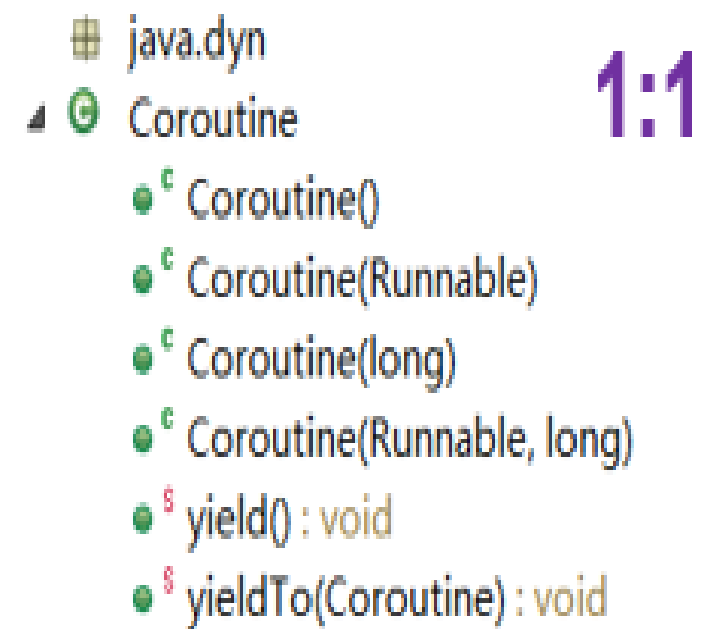 java.dyn
1:1
Coroutine
C Coroutine()
C Coroutine(Runnable)
C Coroutine(long)
C Coroutine(Runnable, long)
S yield() : void
S yieldTo(Coroutine) : void